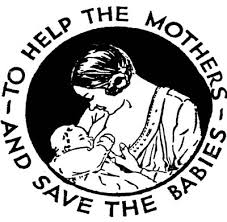 TO HELP THE MOTHERS
AND SAVE THE BABIES